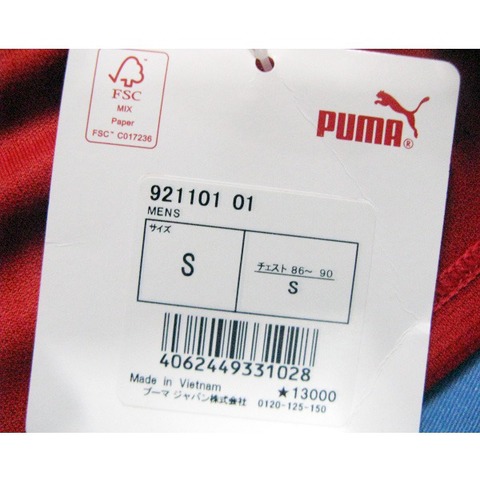 FSC
MIX
Paper
FSC™ C017236
PUMA
921101 01
MENS
サイズ
S
チェスト 86～ 90
S
4062449331028
Made in Vietnam
★13000
プーマ ジャパン株式会社 0120-125-150